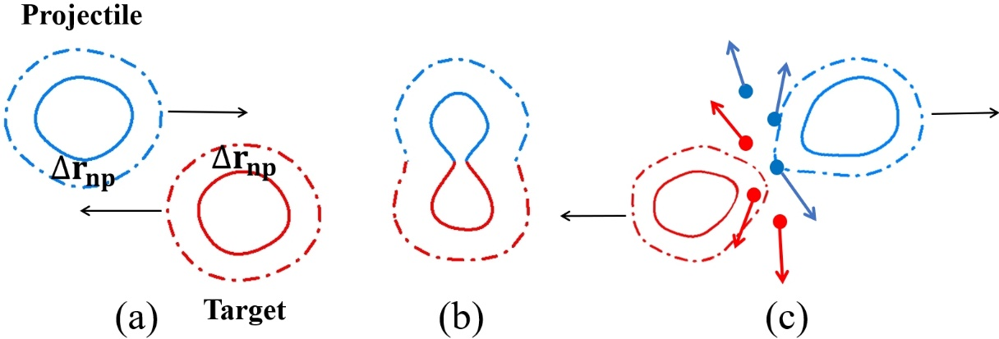 Projectile
Δr_np
Δr_np
Target
(a)
(b)
(c)